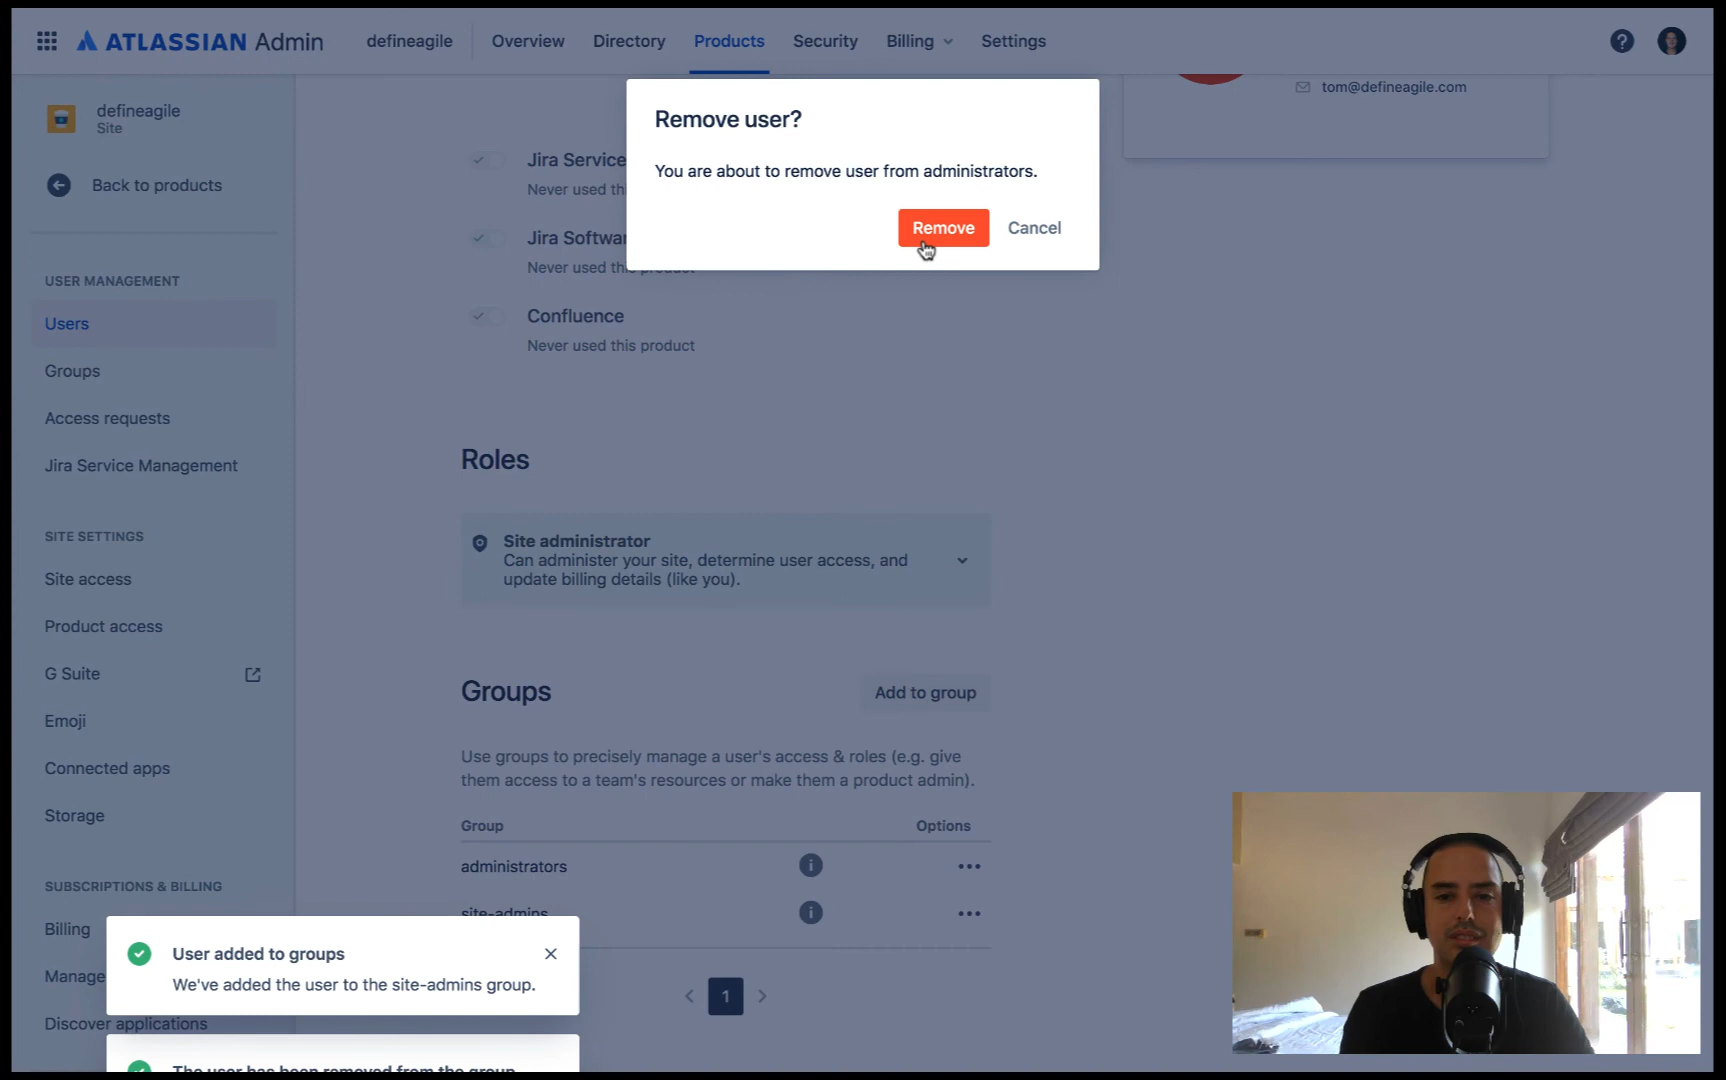 ATLASSIAN Admin
defineagile
Overview
Directory
Products
Security
Billing
Settings
tom@defineagile.com
defineagile
Site
Back to products
USER MANAGEMENT
Users
Groups
Access requests
Jira Service Management
SITE SETTINGS
Site access
Product access
G Suite
Emoji
Connected apps
Storage
SUBSCRIPTIONS & BILLING
Billing
Manage
Discover applications
Remove user?
You are about to remove user from administrators.
Remove
Cancel
Jira Service
Never used th
Jira Softwar
Never used this product
Confluence
Never used this product
Roles
Site administrator
Can administer your site, determine user access, and
update billing details (like you).
Groups
Add to group
Use groups to precisely manage a user's access & roles (e.g. give
them access to a team's resources or make them a product admin).
Group
Options
administrators
site-admins
1
User added to groups
We've added the user to the site-admins group.
The user has been removed from the group